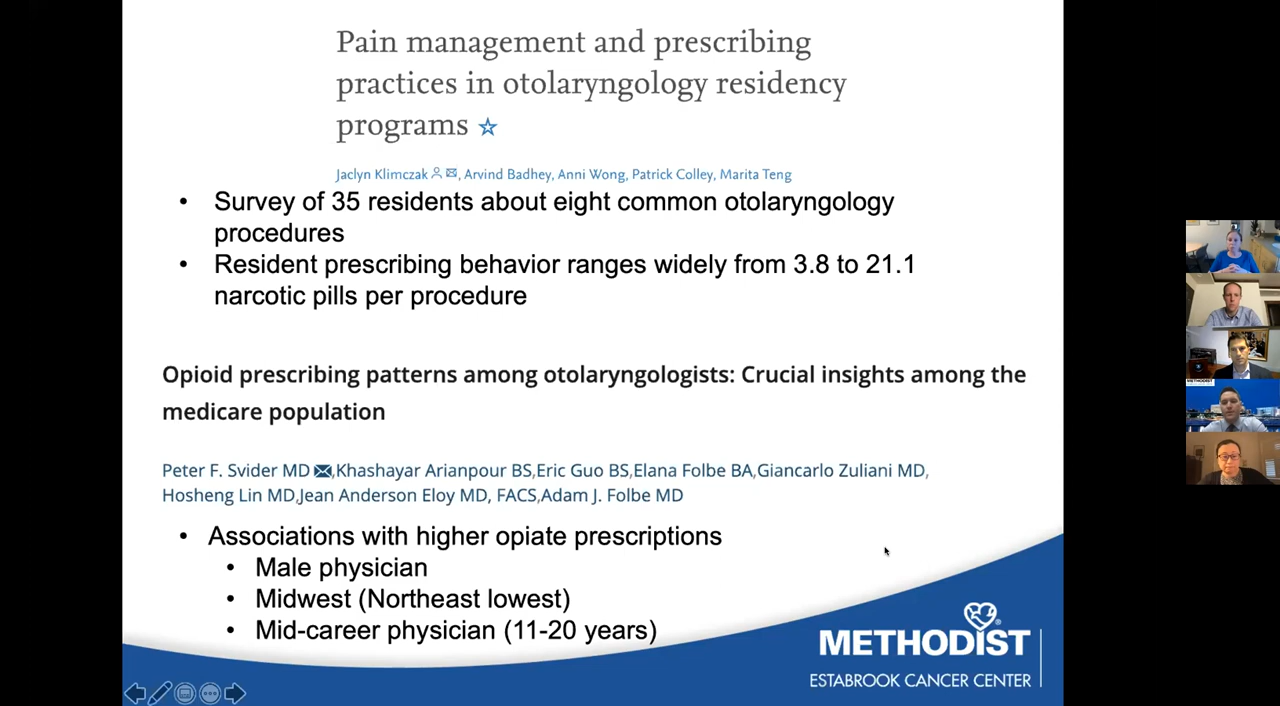 Pain management and prescribing
practices in otolaryngology residency
programs
Jaclyn Klimczak, Arvind Badhey, Anni Wong, Patrick Colley, Marita Teng
• Survey of 35 residents about eight common otolaryngology
procedures
• Resident prescribing behavior ranges widely from 3.8 to 21.1
narcotic pills per procedure
Opioid prescribing patterns among otolaryngologists: Crucial insights among the
medicare population
Peter F. Svider MD ,Khashayar Arianpour BS,Eric Guo BS,Elana Folbe BA,Giancarlo Zuliani MD,
Hosheng Lin MD,Jean Anderson Eloy MD, FACS,Adam J. Folbe MD
• Associations with higher opiate prescriptions
• Male physician
• Midwest (Northeast lowest)
• Mid-career physician (11-20 years)
METHODIST
ESTABROOK CANCER CENTER
METHODIST